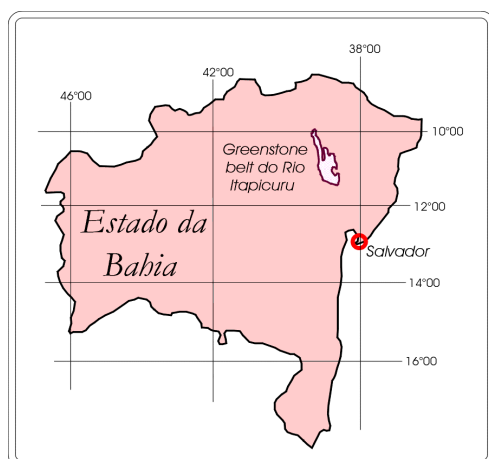 38°00
42°00
46°00
10°00
Greenstone
belt do Rio
Itapicuru
12°00
Estado da
Bahia
Salvador
14°00
16°00